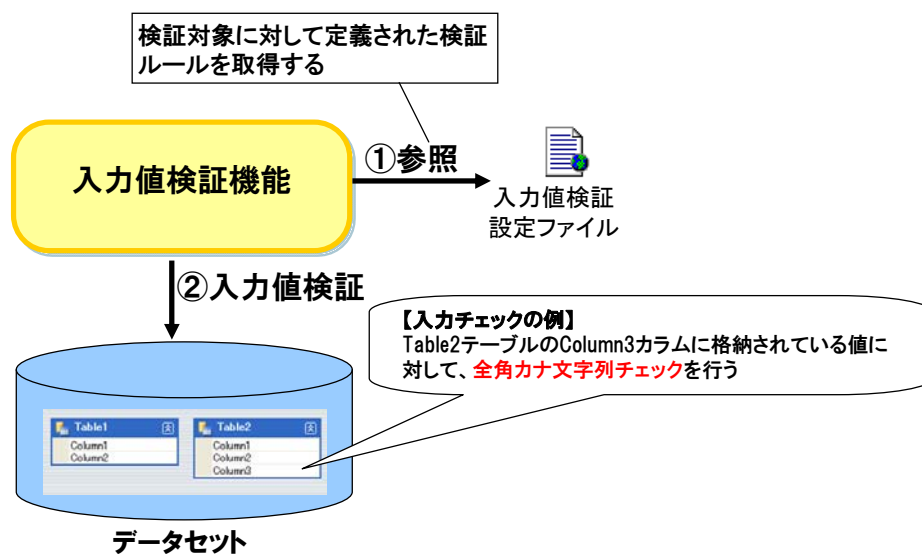 検証対象に対して定義された検証
ルールを取得する
入力値検証機能
①参照
入力値検証
設定ファイル
②入力値検証
【入力チェックの例】
Table2テーブルのColumn3カラムに格納されている値に
対して、全角カナ文字列チェックを行う
Table1
Column1
Column2
Table2
Column1
Column2
Column3
データセット